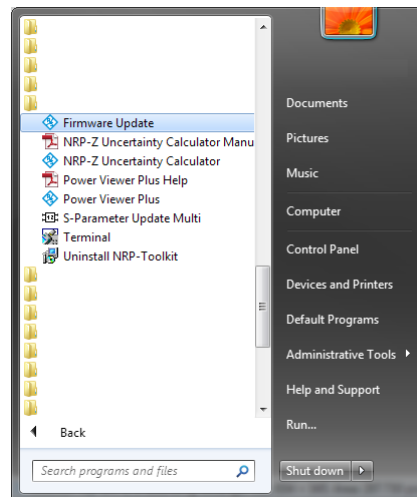 Firmware Update
NRP-Z Uncertainty Calculator Manu
NRP-Z Uncertainty Calculator
Power Viewer Plus Help
Power Viewer Plus
S-Parameter Update Multi
Terminal
Uninstall NRP-Toolkit
Back
Search programs and files
Documents
Pictures
Music
Computer
Control Panel
Devices and Printers
Default Programs
Administrative Tools
Help and Support
Run...
Shut down